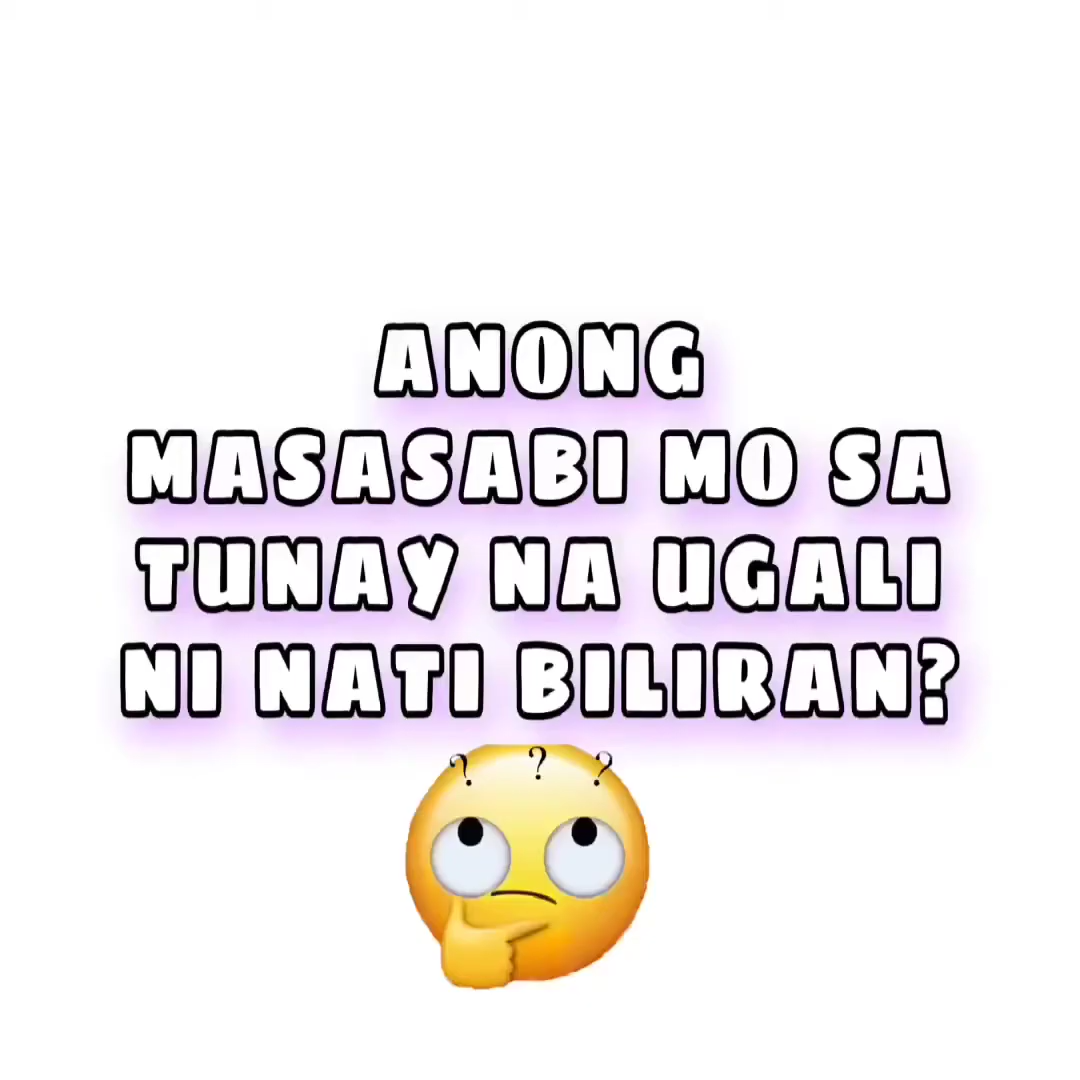 ANONG
MASASABI MO SA
TUNAY NA UGALI
NI NATI BILIRAN?
? ? ?